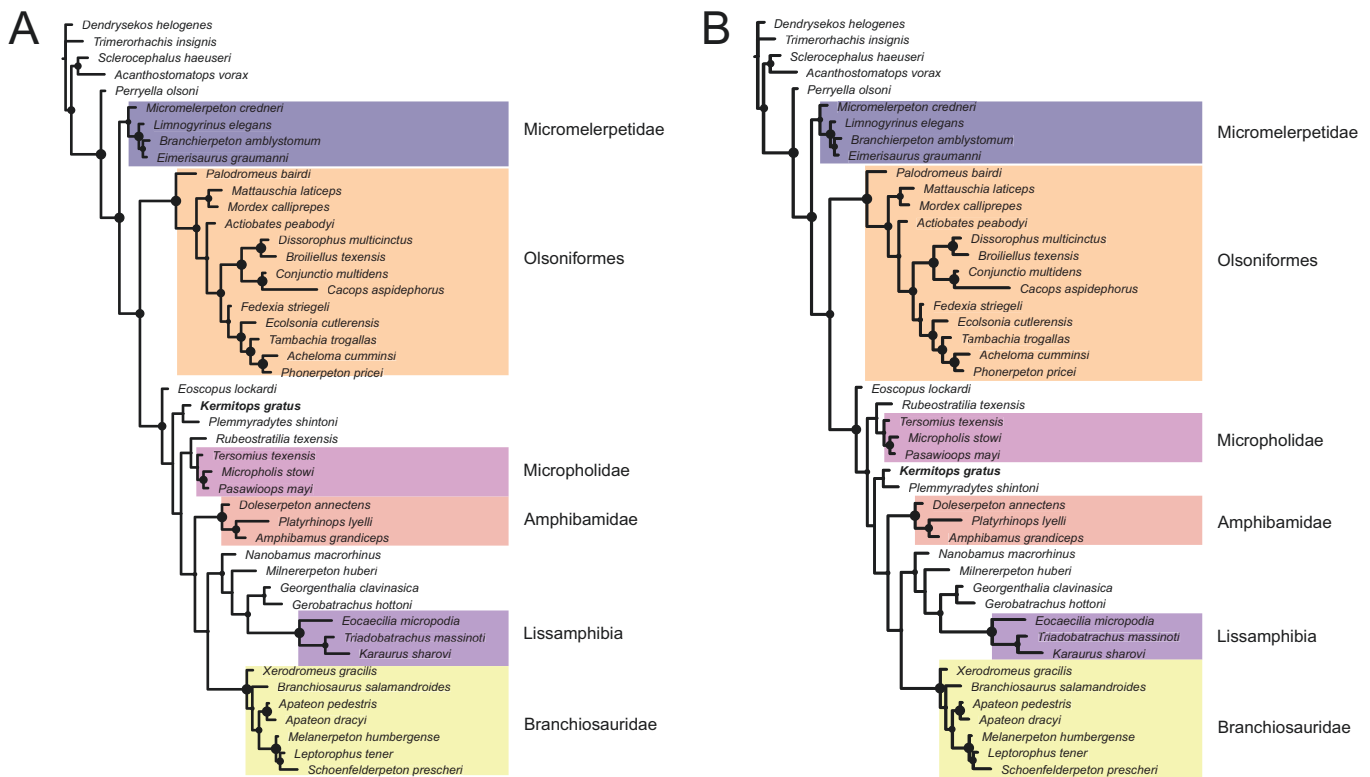 A
Dendrysekos helogenes
Trimerorhachis insignis
Sclerocephalus haeuseri
Acanthostomatops vorax
Perryella olsoni
Micromelerpeton credneri
Limnogyrinus elegans
Branchierpeton amblystomum
Eimerisaurus graumanni
Micromelerpetidae
Palodromeus bairdi
Mattauschia laticeps
Mordex calliprepes
Actiobates peabodyi
Dissorophus multicinctus
Broiliellus texensis
Conjunctio multidens
Cacops aspidephorus
Fedexia striegeli
Ecolsonia cutlerensis
Tambachia trogallas
Acheloma cumminsi
Phonerpeton pricei
Olsoniformes
Eoscopus lockardi
Kermitops gratus
Plemmyradytes shintoni
Rubeostratilia texensis
Tersomius texensis
Micropholis stowi
Pasawioops mayi
Micropholidae
Doleserpeton annectens
Platyrhinops lyelli
Amphibamus grandiceps
Amphibamidae
Nanobamus macrorhinus
Milnererpeton huberi
Georgenthalia clavinasica
Gerobatrachus hottoni
Eocaecilia micropodia
Triadobatrachus massinoti
Karaurus sharovi
Lissamphibia
Xerodromeus gracilis
Branchiosaurus salamandroides
Apateon pedestris
Apateon dracyi
Melanerpeton humbergense
Leptorophus tener
Schoenfelderpeton prescheri
Branchiosauridae
B
Dendrysekos helogenes
Trimerorhachis insignis
Sclerocephalus haeuseri
Acanthostomatops vorax
Perryella olsoni
Micromelerpeton credneri
Limnogyrinus elegans
Branchierpeton amblystomum
Eimerisaurus graumanni
Micromelerpetidae
Palodromeus bairdi
Mattauschia laticeps
Mordex calliprepes
Actiobates peabodyi
Dissorophus multicinctus
Broiliellus texensis
Conjunctio multidens
Cacops aspidephorus
Fedexia striegeli
Ecolsonia cutlerensis
Tambachia trogallas
Acheloma cumminsi
Phonerpeton pricei
Olsoniformes
Eoscopus lockardi
Rubeostratilia texensis
Tersomius texensis
Micropholis stowi
Pasawioops mayi
Micropholidae
Kermitops gratus
Plemmyradytes shintoni
Doleserpeton annectens
Platyrhinops lyelli
Amphibamus grandiceps
Amphibamidae
Nanobamus macrorhinus
Milnererpeton huberi
Georgenthalia clavinasica
Gerobatrachus hottoni
Eocaecilia micropodia
Triadobatrachus massinoti
Karaurus sharovi
Lissamphibia
Xerodromeus gracilis
Branchiosaurus salamandroides
Apateon pedestris
Apateon dracyi
Melanerpeton humbergense
Leptorophus tener
Schoenfelderpeton prescheri
Branchiosauridae